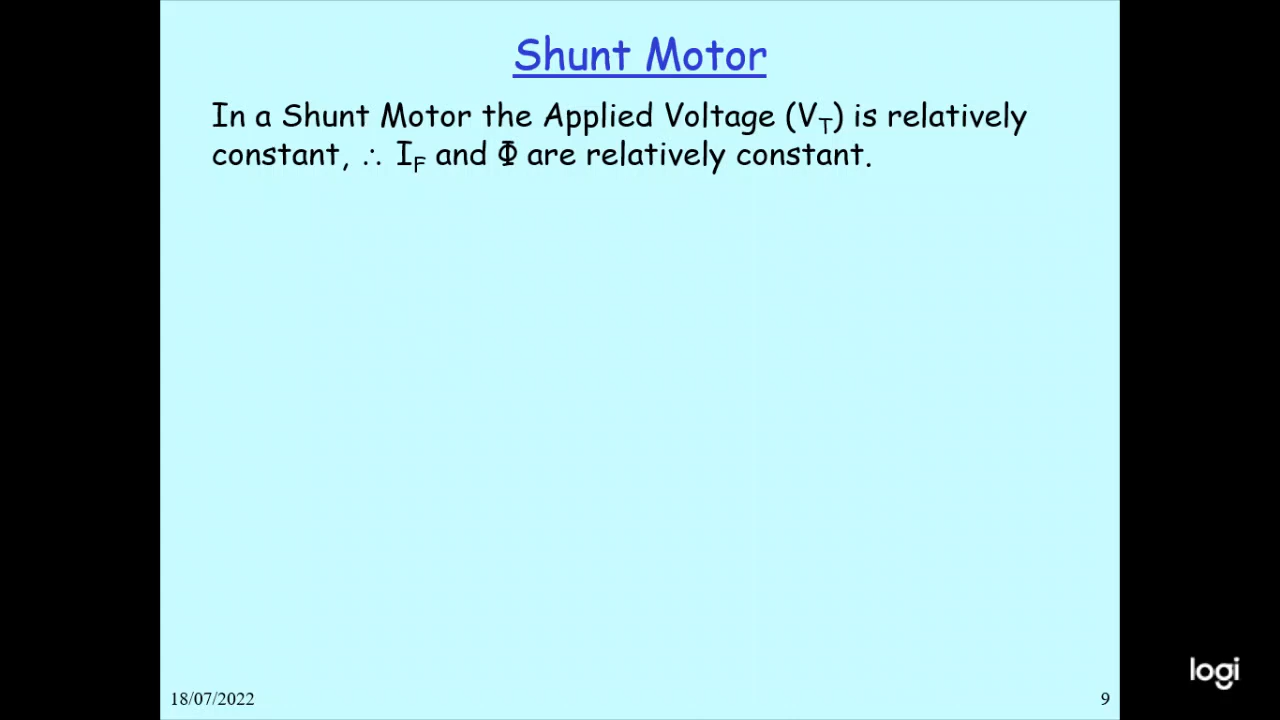 Shunt Motor
In a Shunt Motor the Applied Voltage (V_T) is relatively
constant, ∴ I_F and Φ are relatively constant.
18/07/2022
9
logi